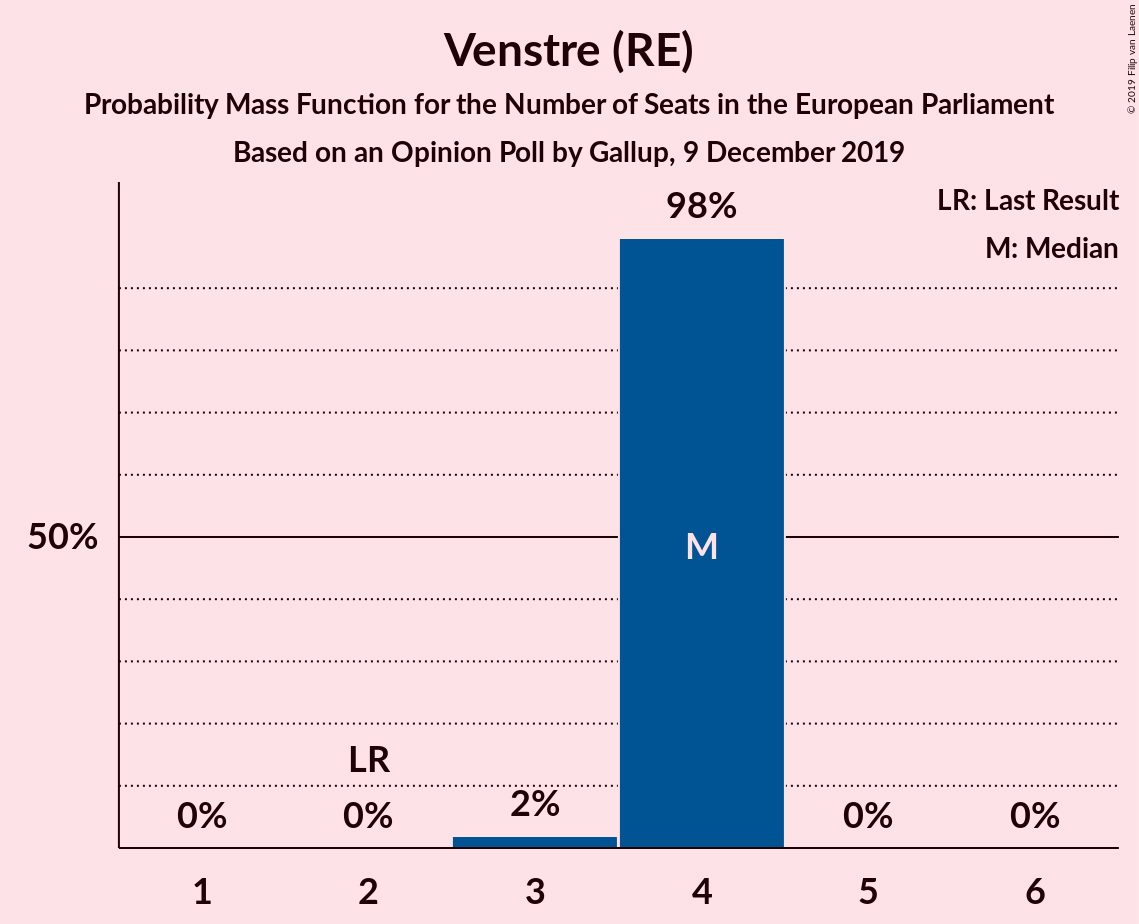 Venstre (RE)
Probability Mass Function for the Number of Seats in the European Parliament
Based on an Opinion Poll by Gallup, 9 December 2019
© 2019 Filip van Laenen
LR: Last Result
M: Median
98%
50%
M
LR
0%
0%
2%
0%
0%
1 2 3 4 5 6